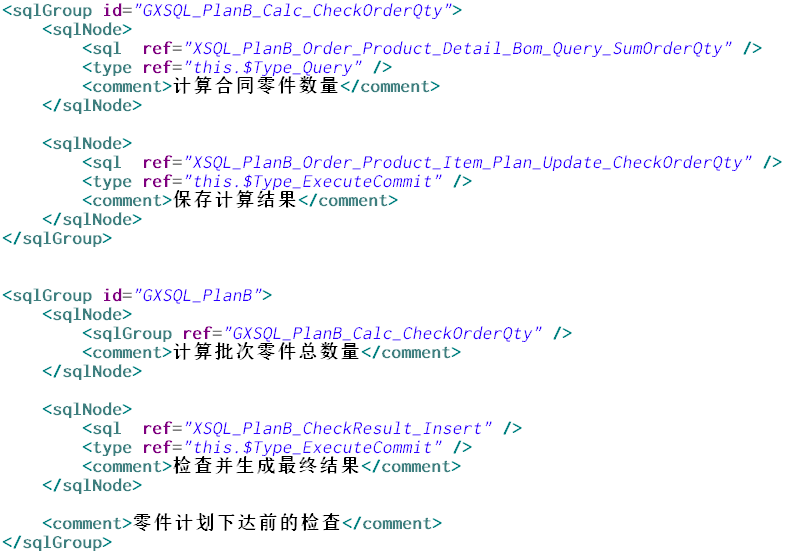 <sqlGroup id="GXSQL_PlanB_Calc_CheckOrderQty">
<sqlNode>
<sql  ref="XSQL_PlanB_Order_Product_Detail_Bom_Query_SumOrderQty" />
<type ref="this.$Type_Query" />
<comment>计算合同零件数量</comment>
</sqlNode>
<sqlNode>
<sql  ref="XSQL_PlanB_Order_Product_Item_Plan_Update_CheckOrderQty" />
<type ref="this.$Type_ExecuteCommit" />
<comment>保存计算结果</comment>
</sqlNode>
</sqlGroup>
<sqlGroup id="GXSQL_PlanB">
<sqlNode>
<sqlGroup ref="GXSQL_PlanB_Calc_CheckOrderQty" />
<comment>计算批次零件总数量</comment>
</sqlNode>
<sqlNode>
<sql  ref="XSQL_PlanB_CheckResult_Insert" />
<type ref="this.$Type_ExecuteCommit" />
<comment>检查并生成最终结果</comment>
</sqlNode>
<comment>零件计划下达前的检查</comment>
</sqlGroup>